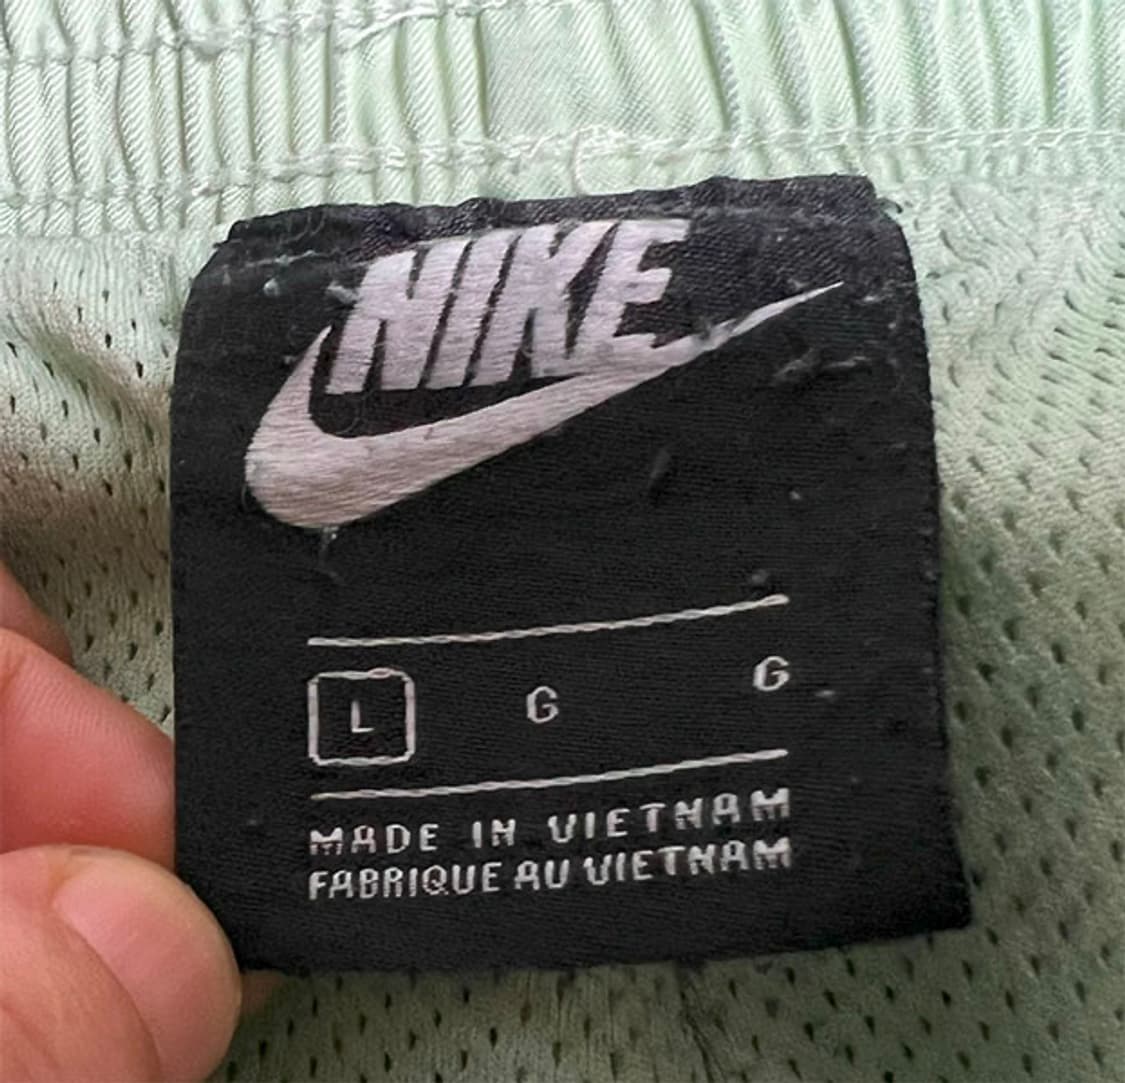 NIKE
L G G
MADE IN VIETNAM
FABRIQUE AU VIETNAM